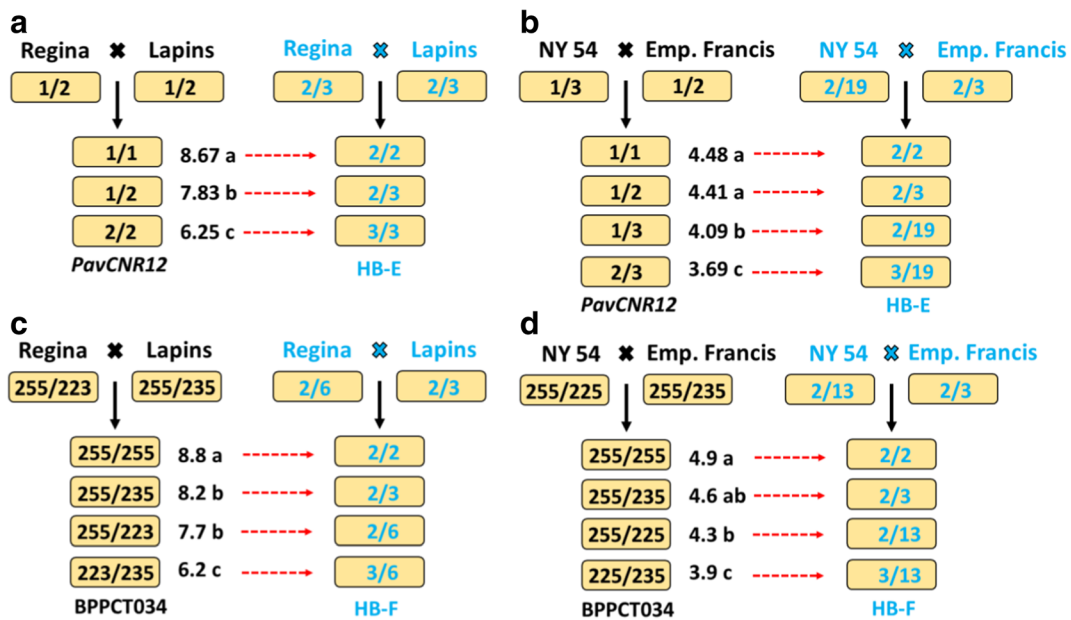 a
Regina ✖ Lapins Regina ✖ Lapins
1/2 1/2 2/3 2/3
1/1 8.67 a 2/2
1/2 7.83 b 2/3
2/2 6.25 c 3/3
PavCNR12 HB-E
b
NY 54 ✖ Emp. Francis NY 54 ✖ Emp. Francis
1/3 1/2 2/19 2/3
1/1 4.48 a 2/2
1/2 4.41 a 2/3
1/3 4.09 b 2/19
2/3 3.69 c 3/19
PavCNR12 HB-E
c
Regina ✖ Lapins Regina ✖ Lapins
255/223 255/235 2/6 2/3
255/255 8.8 a 2/2
255/235 8.2 b 2/3
255/223 7.7 b 2/6
223/235 6.2 c 3/6
BPPCT034 HB-F
d
NY 54 ✖ Emp. Francis NY 54 ✖ Emp. Francis
255/225 255/235 2/13 2/3
255/255 4.9 a 2/2
255/235 4.6 ab 2/3
255/225 4.3 b 2/13
225/235 3.9 c 3/13
BPPCT034 HB-F